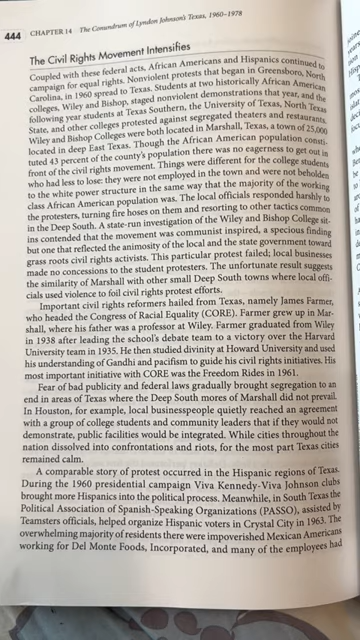 444 CHAPTER 14 The Conundrum of Lyndon Johnson's Texas, 1960–1978
The Civil Rights Movement Intensifies
Coupled with these federal acts, African Americans and Hispanics continued to
campaign for equal rights. Nonviolent protests that began in Greensboro, North
Carolina, in 1960 spread to Texas. Students at two historically African American
colleges, Wiley and Bishop, staged nonviolent demonstrations that year, and the
following year students at Texas Southern, the University of Texas, North Texas
State, and other colleges protested against segregated theaters and restaurants.
Wiley and Bishop Colleges were both located in Marshall, Texas, a town of 25,000
located in deep East Texas. Though the African American population consti-
tuted 43 percent of the county's population there was no eagerness to get out in
front of the civil rights movement. Things were different for the college students
who had less to lose: they were not employed in the town and were not beholden
to the white power structure in the same way that the majority of the working
class African American population was. The local officials responded harshly to
the protesters, turning fire hoses on them and resorting to other tactics common
in the Deep South. A state-run investigation of the Wiley and Bishop College sit-
ins contended that the movement was communist inspired, a specious finding
but one that reflected the animosity of the local and the state government toward
grass roots civil rights activists. This particular protest failed; local businesses
made no concessions to the student protesters. The unfortunate result suggests
the similarity of Marshall with other small Deep South towns where local offi-
cials used violence to foil civil rights protest efforts.
Important civil rights reformers hailed from Texas, namely James Farmer,
who headed the Congress of Racial Equality (CORE). Farmer grew up in Mar-
shall, where his father was a professor at Wiley. Farmer graduated from Wiley
in 1938 after leading the school's debate team to a victory over the Harvard
University team in 1935. He then studied divinity at Howard University and used
his understanding of Gandhi and pacifism to guide his civil rights initiatives. His
most important initiative with CORE was the Freedom Rides in 1961.
Fear of bad publicity and federal laws gradually brought segregation to an
end in areas of Texas where the Deep South mores of Marshall did not prevail.
In Houston, for example, local businesspeople quietly reached an agreement
with a group of college students and community leaders that if they would not
demonstrate, public facilities would be integrated. While cities throughout the
nation dissolved into confrontations and riots, for the most part Texas cities
remained calm.
A comparable story of protest occurred in the Hispanic regions of Texas.
During the 1960 presidential campaign Viva Kennedy-Viva Johnson clubs
brought more Hispanics into the political process. Meanwhile, in South Texas the
Political Association of Spanish-Speaking Organizations (PASSO), assisted by
Teamsters officials, helped organize Hispanic voters in Crystal City in 1963. The
overwhelming majority of residents there were impoverished Mexican Americans
working for Del Monte Foods, Incorporated, and many of the employees had